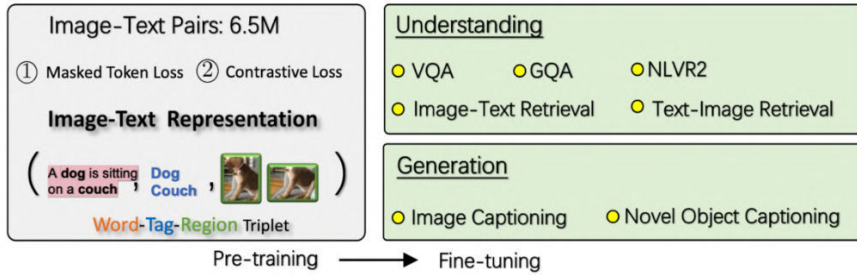 Image-Text Pairs: 6.5M
① Masked Token Loss ② Contrastive Loss
Image-Text Representation
( A dog is sitting on a couch , Dog Couch , )
Word-Tag-Region Triplet
Understanding
VQA GQA NLVR2
Image-Text Retrieval Text-Image Retrieval
Generation
Image Captioning Novel Object Captioning
Pre-training Fine-tuning